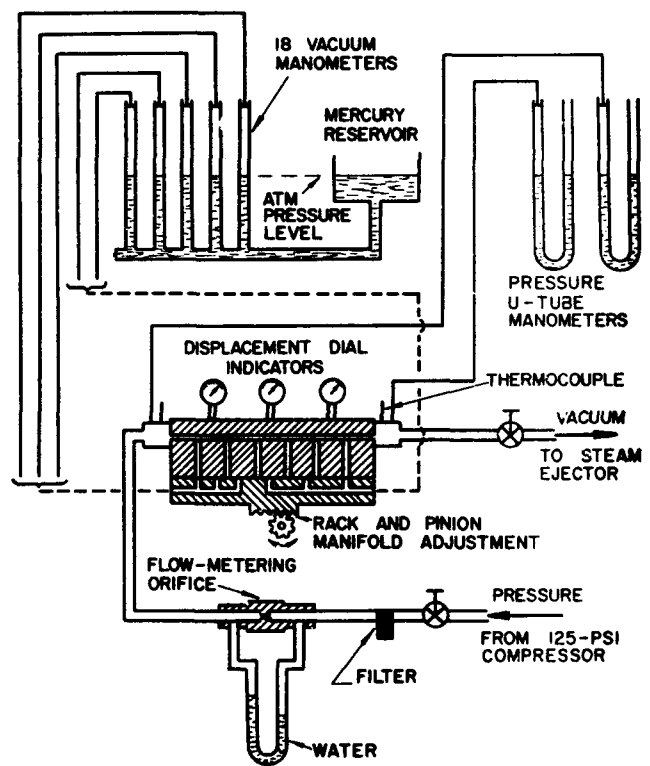 18 VACUUM
MANOMETERS
MERCURY
RESERVOIR
ATM
PRESSURE
LEVEL
PRESSURE
U-TUBE
MANOMETERS
DISPLACEMENT DIAL
INDICATORS
THERMOCOUPLE
VACUUM
TO STEAM
EJECTOR
RACK AND PINION
MANIFOLD ADJUSTMENT
FLOW-METERING
ORIFICE
PRESSURE
FROM 125-PSI
COMPRESSOR
FILTER
WATER